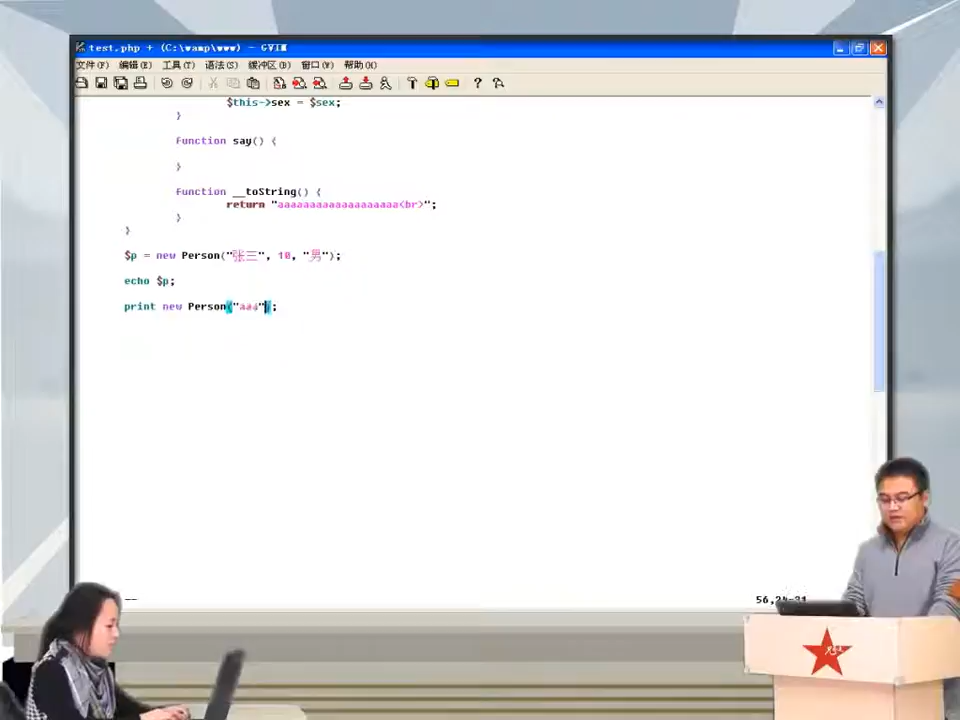 test.php + (C:\wamp\www) - GVIM
文件(F) 编辑(E) 工具(T) 语法(S) 缓冲区(B) 窗口(W) 帮助(H)
$this->sex = $sex;
}
function say() {
}
function __toString() {
return "aaaaaaaaaaaaaaaaaaa<br>";
}
}
$p = new Person("张三", 10, "男");
echo $p;
print new Person("aaa");